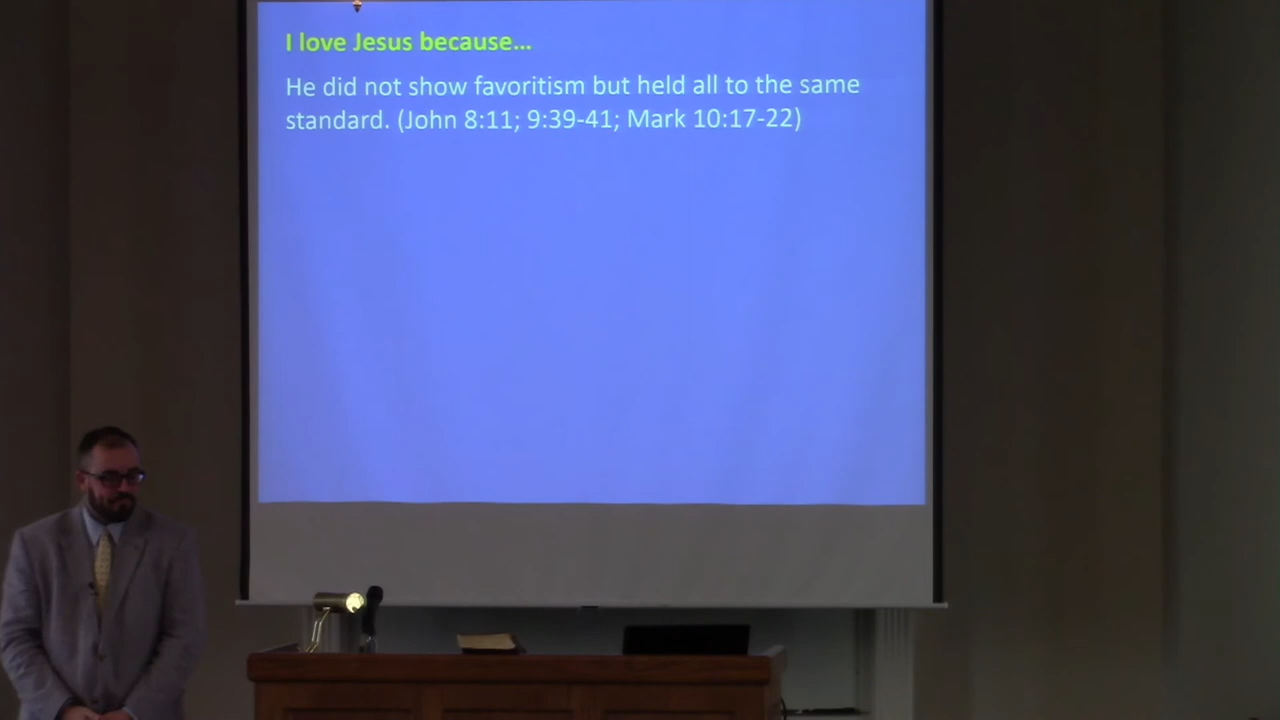 I love Jesus because...
He did not show favoritism but held all to the same
standard. (John 8:11; 9:39-41; Mark 10:17-22)